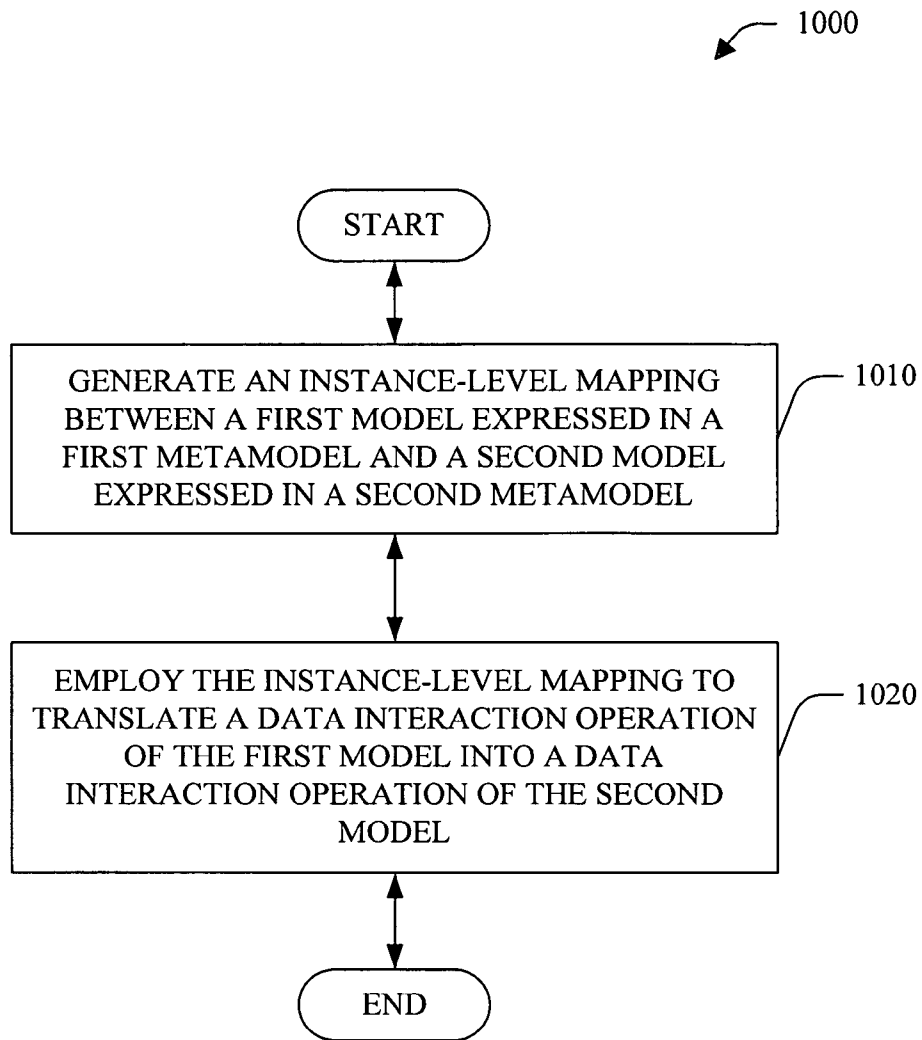 1000
START
GENERATE AN INSTANCE-LEVEL MAPPING
BETWEEN A FIRST MODEL EXPRESSED IN A
FIRST METAMODEL AND A SECOND MODEL
EXPRESSED IN A SECOND METAMODEL
1010
EMPLOY THE INSTANCE-LEVEL MAPPING TO
TRANSLATE A DATA INTERACTION OPERATION
OF THE FIRST MODEL INTO A DATA
INTERACTION OPERATION OF THE SECOND
MODEL
1020
END